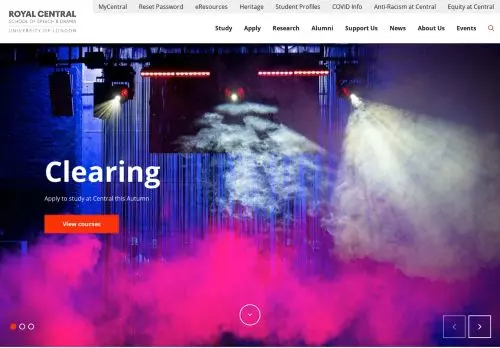 MyCentral Reset Password eResources Heritage Student Profiles COVID Info Anti-Racism at Central Equity at Central
ROYAL CENTRAL
SCHOOL OF SPEECH & DRAMA
UNIVERSITY OF LONDON
Study Apply Research Alumni Support Us News About Us Events
Clearing
Apply to study at Central this Autumn
View courses